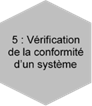 5 : Vérification
de la conformité
d'un système